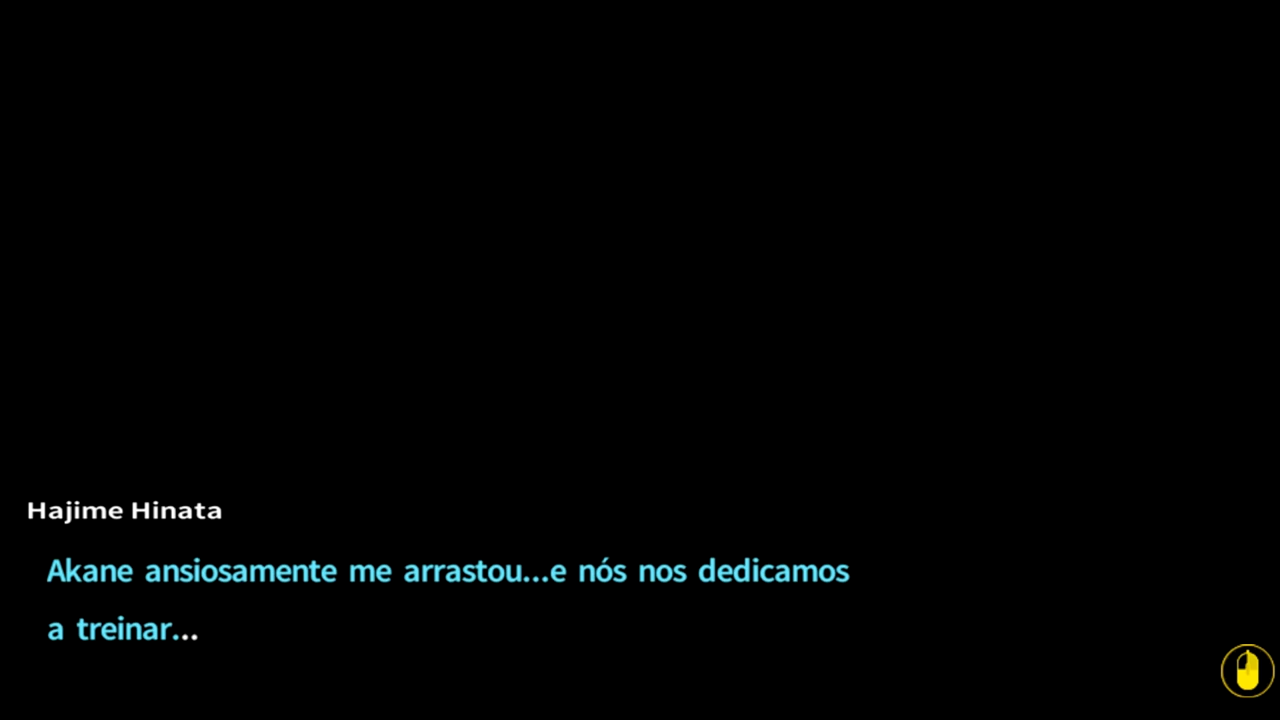 Hajime Hinata
Akane ansiosamente me arrastou...e nós nos dedicamos
a treinar...